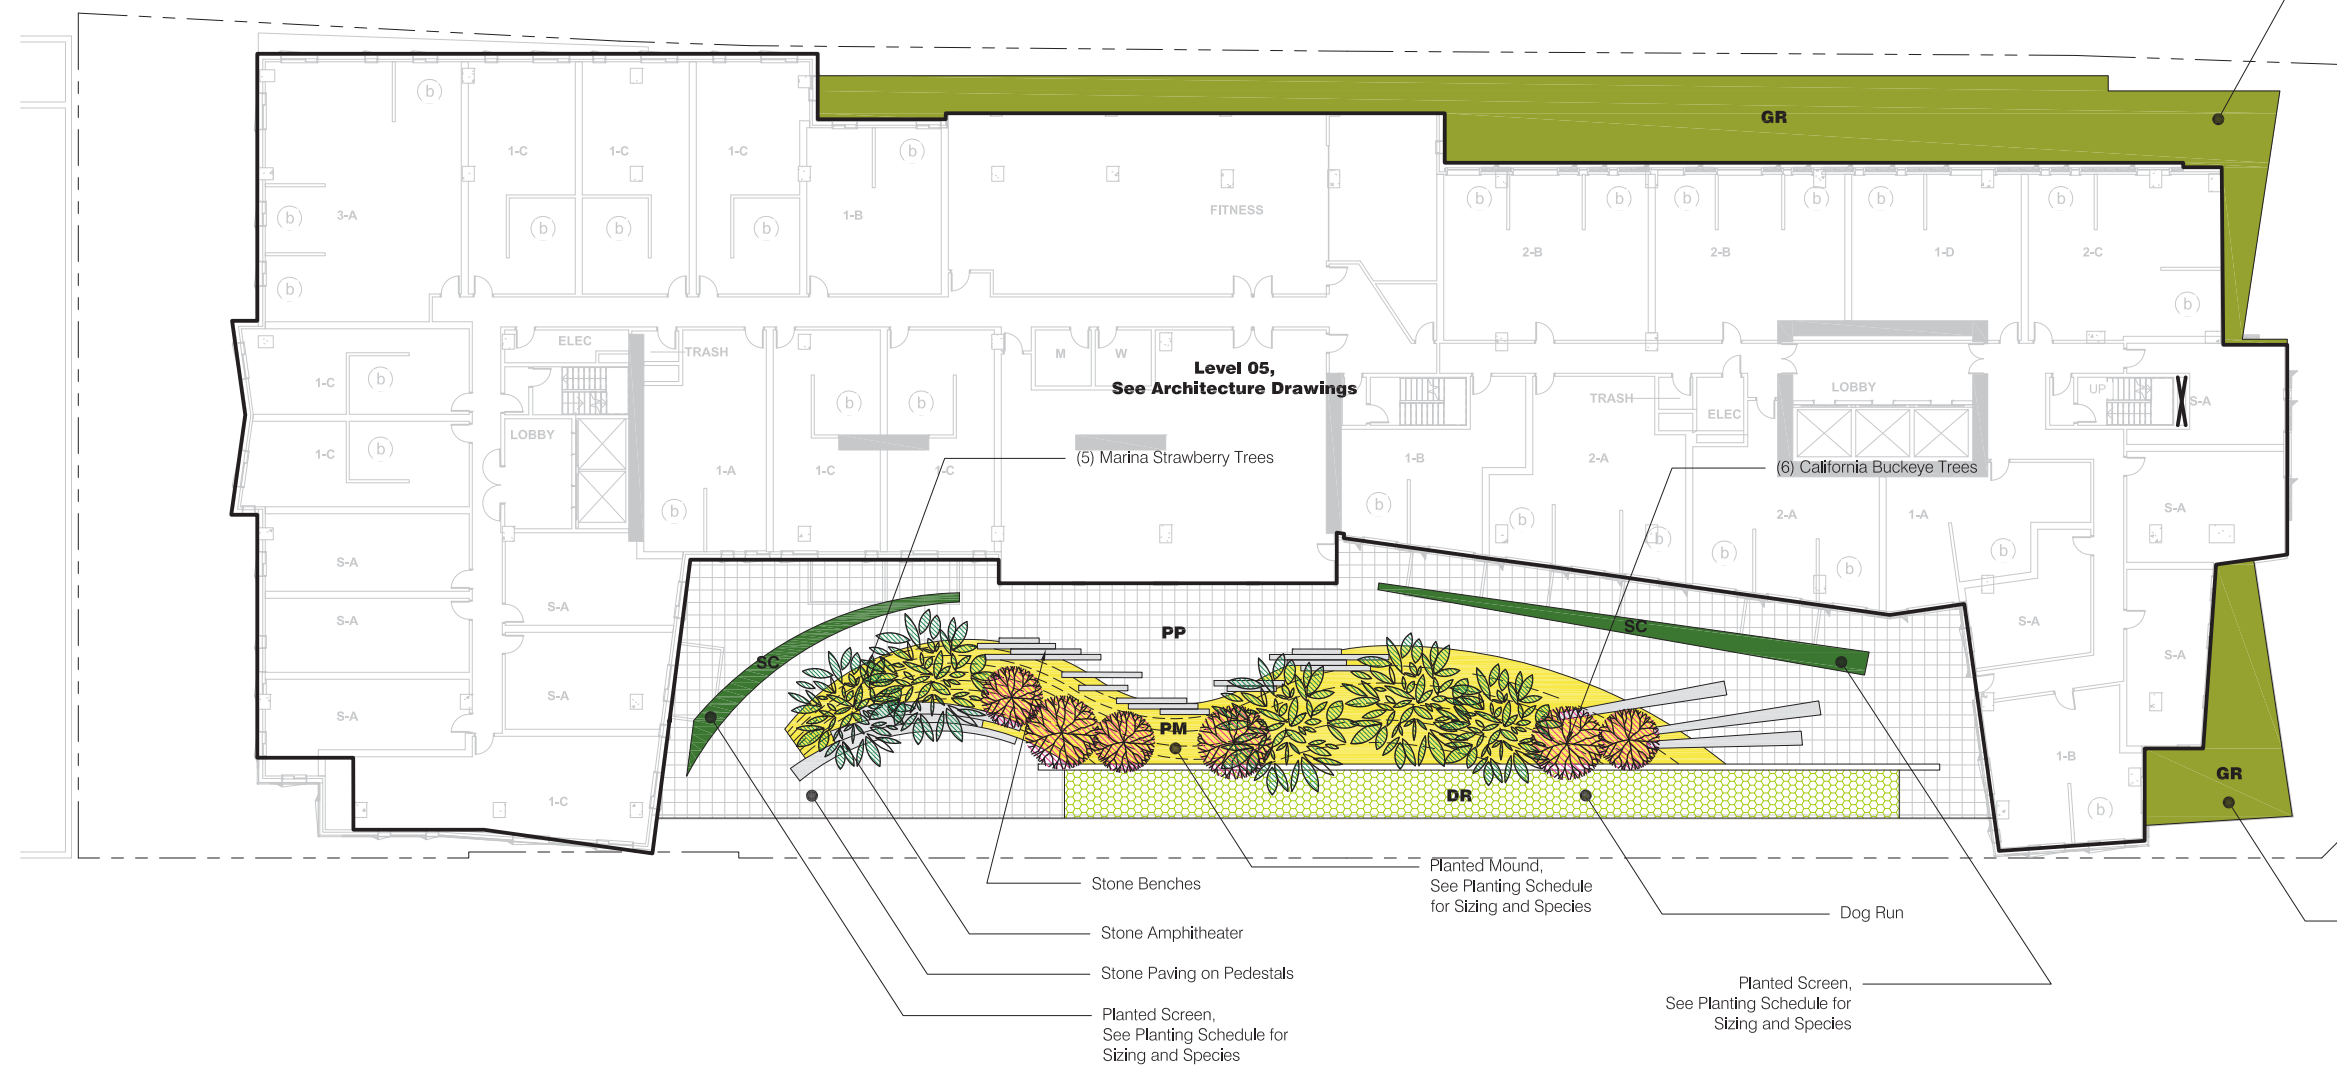 GR
b
1-C
1-C
1-C
b
3-A
b
1-B
b
b
b
b
b
FITNESS
b
b
b
b
b
b
2-B
2-B
1-D
2-C
b
ELEC
TRASH
M
W
Level 05,
See Architecture Drawings
1-C
b
b
b
TRASH
ELEC
LOBBY
UP
S-A
LOBBY
1-C
b
1-A
1-C
1-C
(5) Marina Strawberry Trees
1-B
2-A
(6) California Buckeye Trees
b
b
b
b
b
b
b
2-A
1-A
S-A
S-A
S-A
S-A
S-A
S-A
PP
SC
SC
S-A
S-A
S-A
PM
1-B
GR
1-C
DR
b
Planted Mound,
See Planting Schedule
for Sizing and Species
Stone Benches
Dog Run
Stone Amphitheater
Stone Paving on Pedestals
Planted Screen,
See Planting Schedule for
Sizing and Species
Planted Screen,
See Planting Schedule for
Sizing and Species